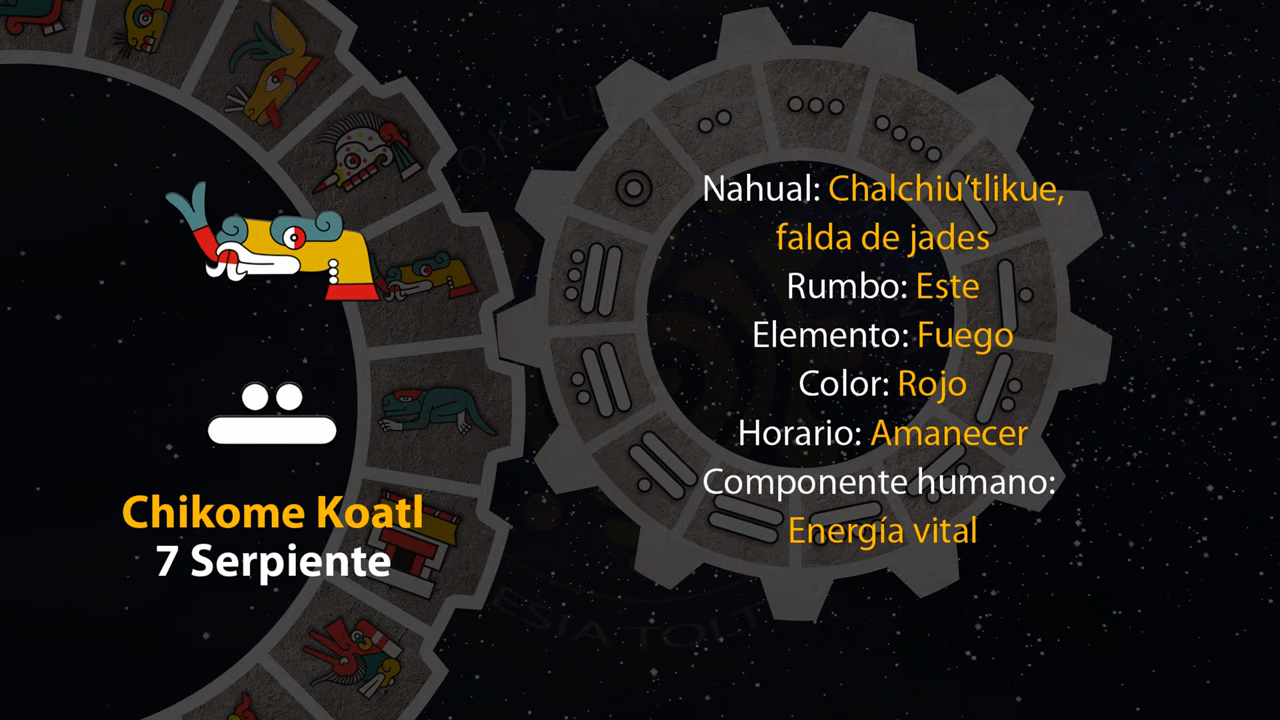 Chikome Koatl
7 Serpiente
Nahual: Chalchiu’tlikue,
falda de jades
Rumbo: Este
Elemento: Fuego
Color: Rojo
Horario: Amanecer
Componente humano:
Energía vital